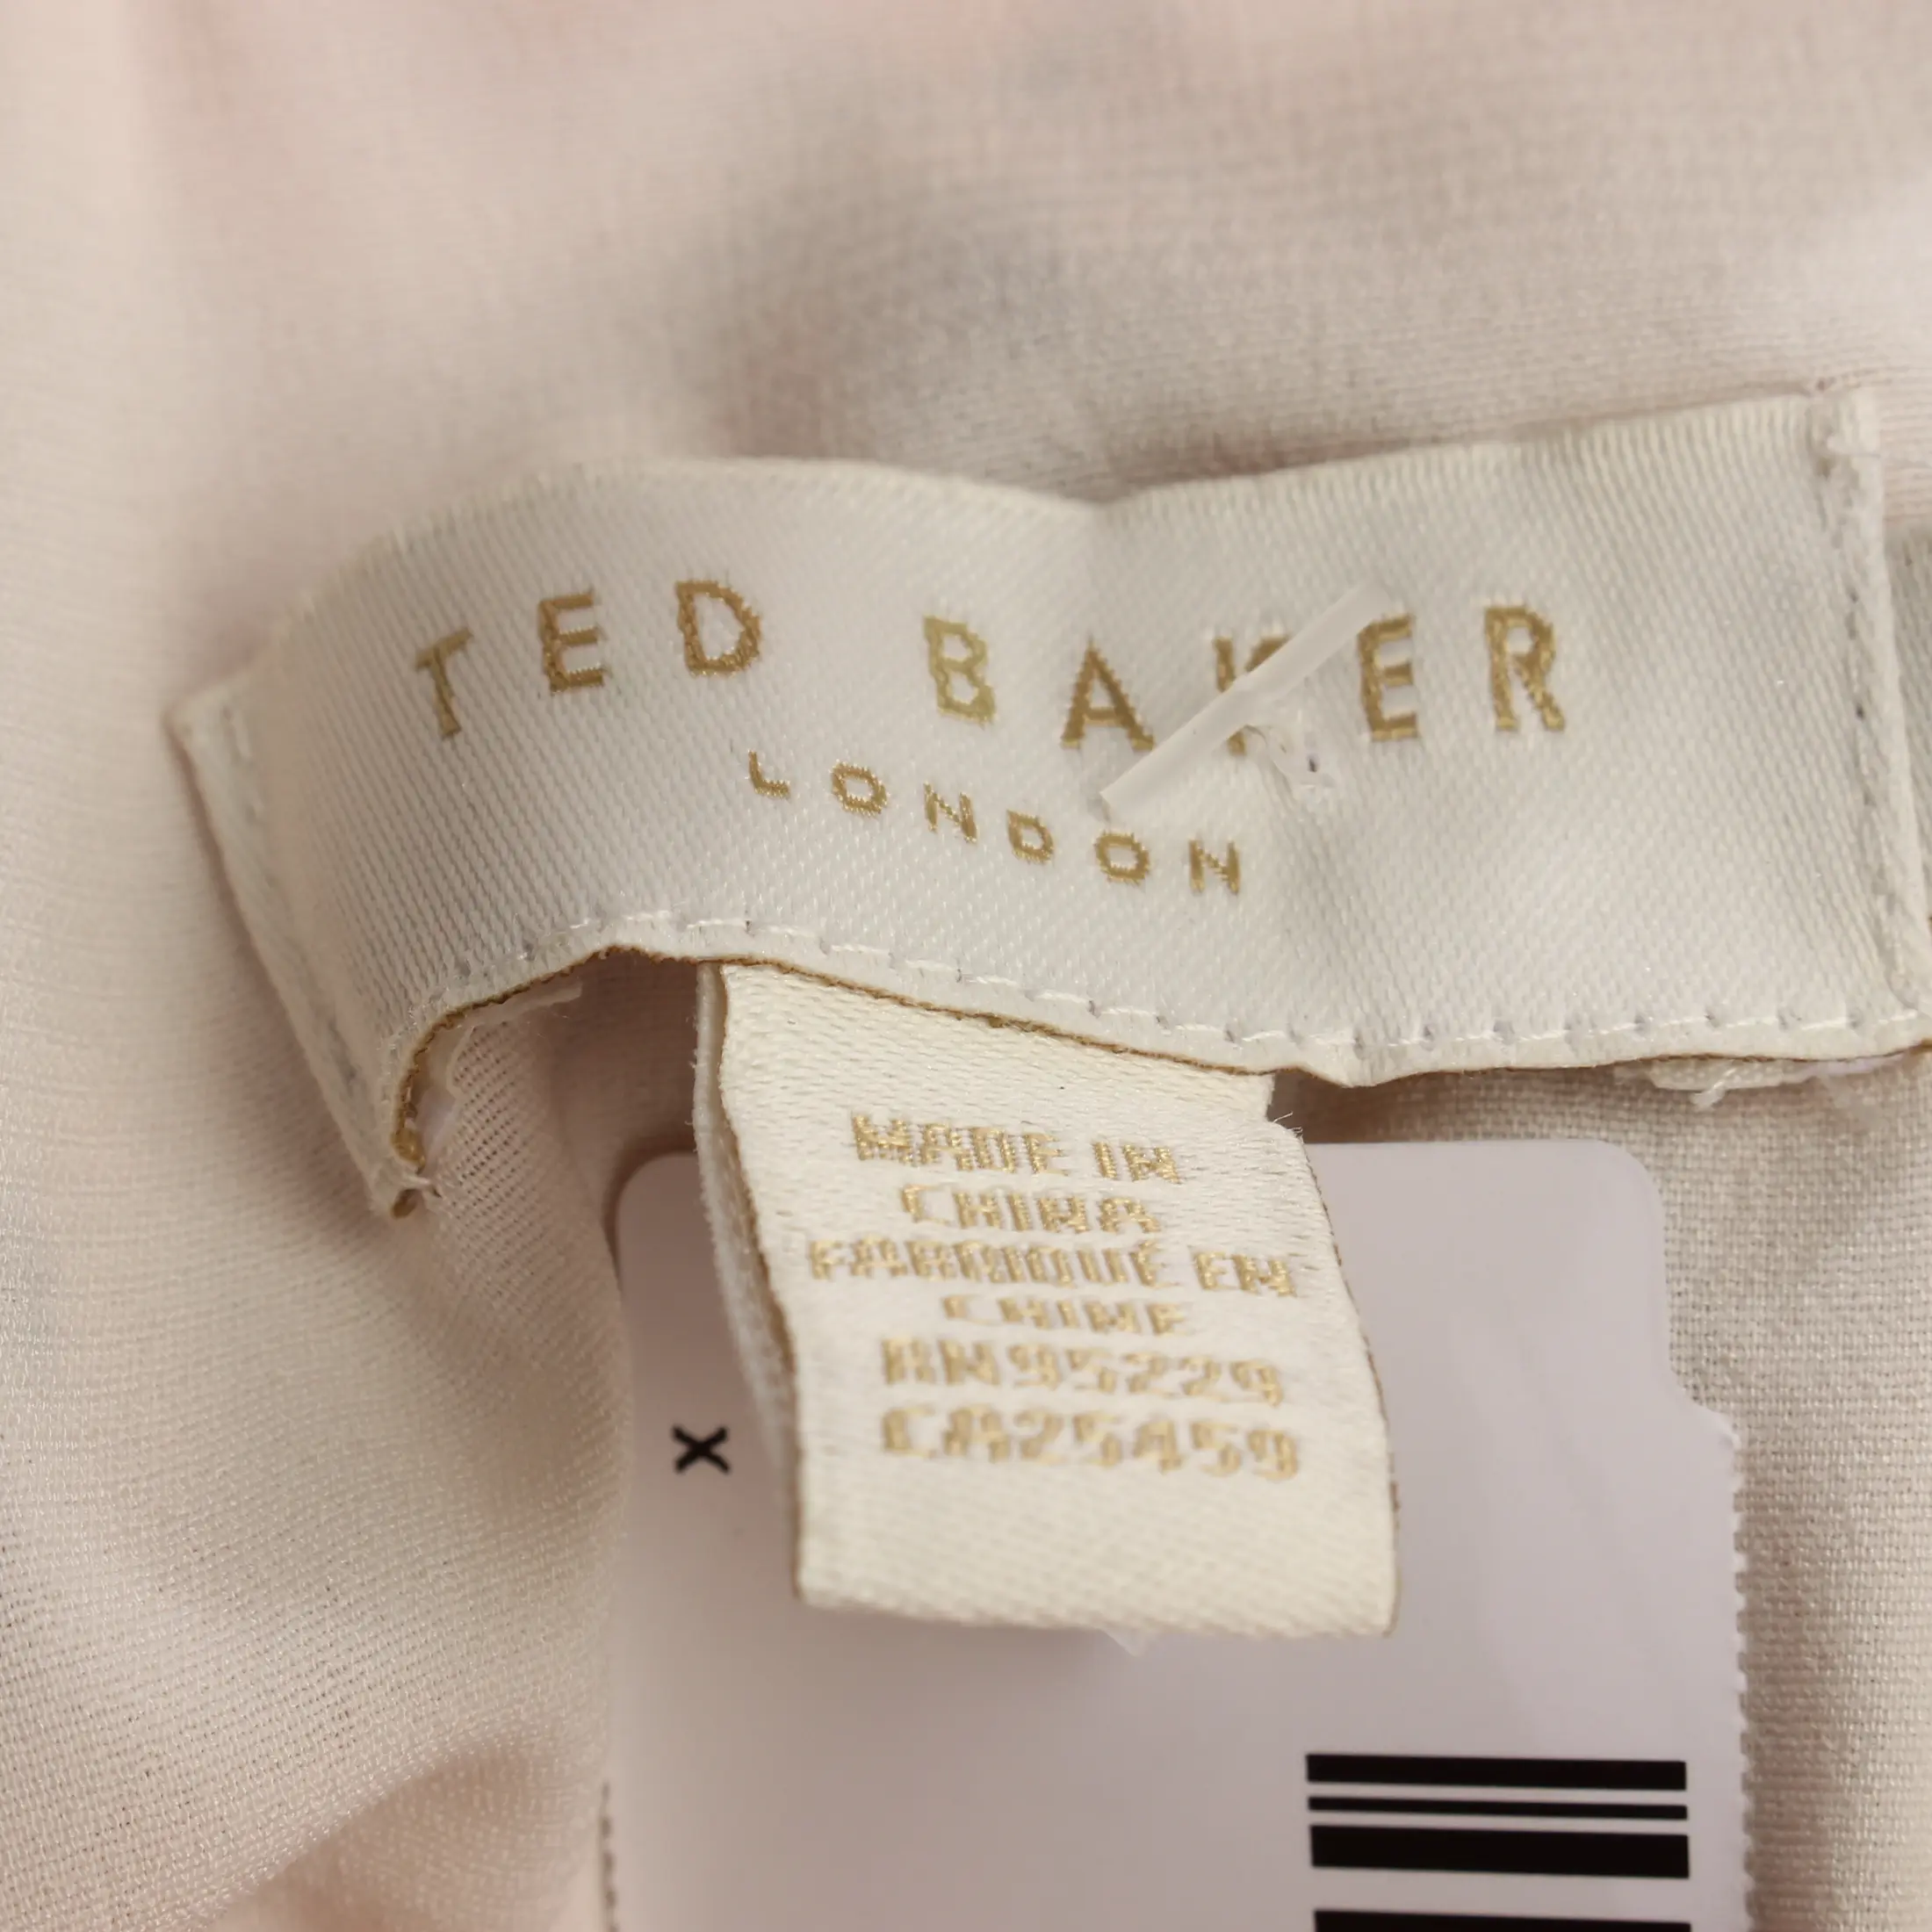 TED BAKER
LONDON
MADE IN
CHINA
FABRIQUÉ EN
CHINE
RN95229
CA25459
X